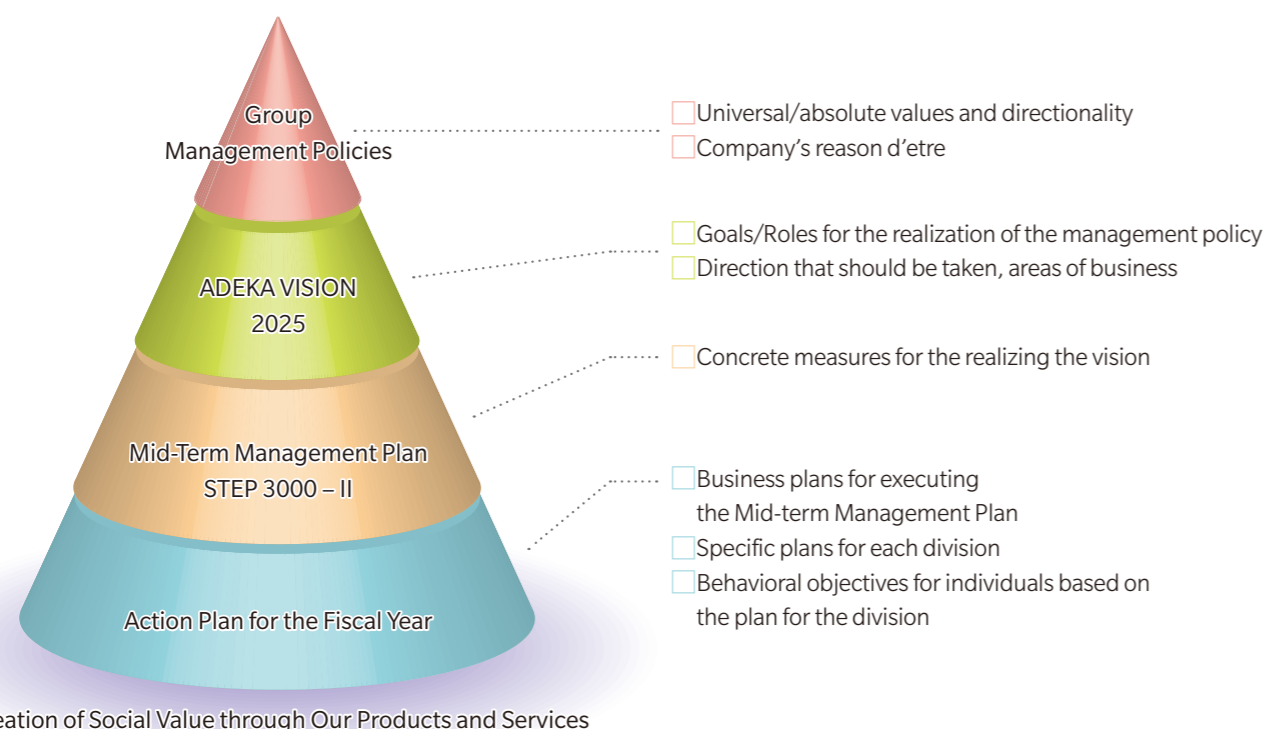 Group
Management Policies
Universal/absolute values and directionality
Company’s reason d’etre
ADEKA VISION
2025
Goals/Roles for the realization of the management policy
Direction that should be taken, areas of business
Mid-Term Management Plan
STEP 3000 – II
Concrete measures for the realizing the vision
Action Plan for the Fiscal Year
Business plans for executing
the Mid-term Management Plan
Specific plans for each division
Behavioral objectives for individuals based on
the plan for the division
of Social Value through Our Products and Services